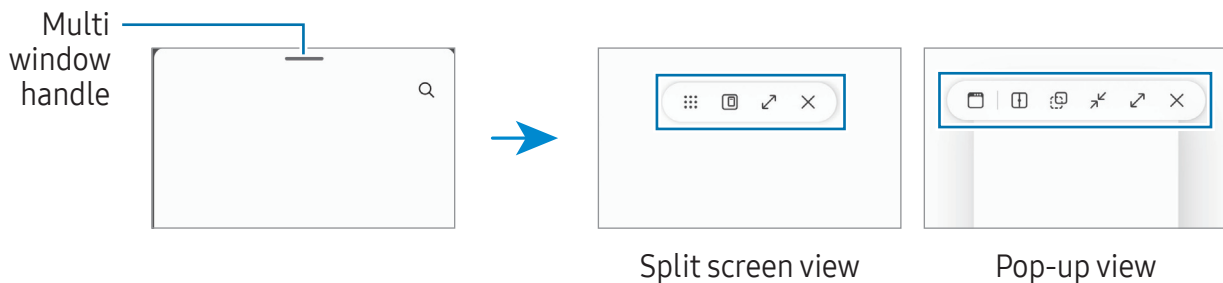 Multi
window
handle
Split screen view
Pop-up view